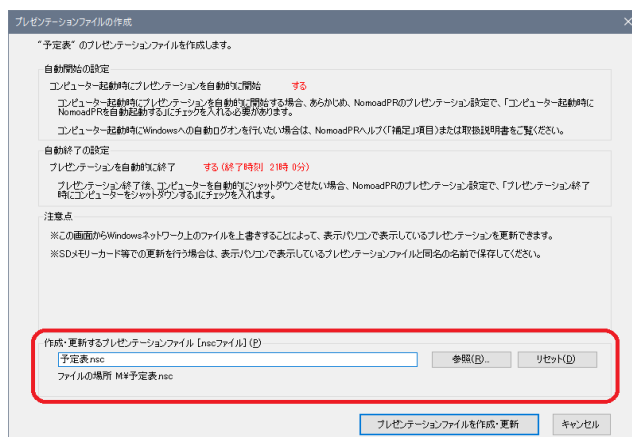 プレゼンテーションファイルの作成
"予定表" のプレゼンテーションファイルを作成します。
自動開始の設定
コンピューター起動時にプレゼンテーションを自動的に開始 する
コンピューター起動時にプレゼンテーションを自動的に開始する場合、あらかじめ、NomoadPRのプレゼンテーション設定で、「コンピューター起動時に
NomoadPRを自動起動する」にチェックを入れる必要があります。
コンピューター起動時にWindowsへの自動ログオンを行いたい場合は、NomoadPRヘルプ(「補足」項目)または取扱説明書をご覧ください。
自動終了の設定
プレゼンテーションを自動的に終了 する (終了時刻 21時 0分)
プレゼンテーション終了後、コンピューターを自動的にシャットダウンさせたい場合、NomoadPRのプレゼンテーション設定で、「プレゼンテーション終了
時にコンピューターをシャットダウンする」にチェックを入れます。
注意点
※この画面からWindowsネットワーク上のファイルを上書きすることによって、表示パソコンで表示しているプレゼンテーションを更新できます。
※SDメモリーカード等での更新を行う場合は、表示パソコンで表示しているプレゼンテーションファイルと同名の名前で保存してください。
作成・更新するプレゼンテーションファイル [nscファイル] (P)
予定表.nsc
参照(R)...
リセット(D)
ファイルの場所 M¥予定表.nsc
プレゼンテーションファイルを作成・更新
キャンセル